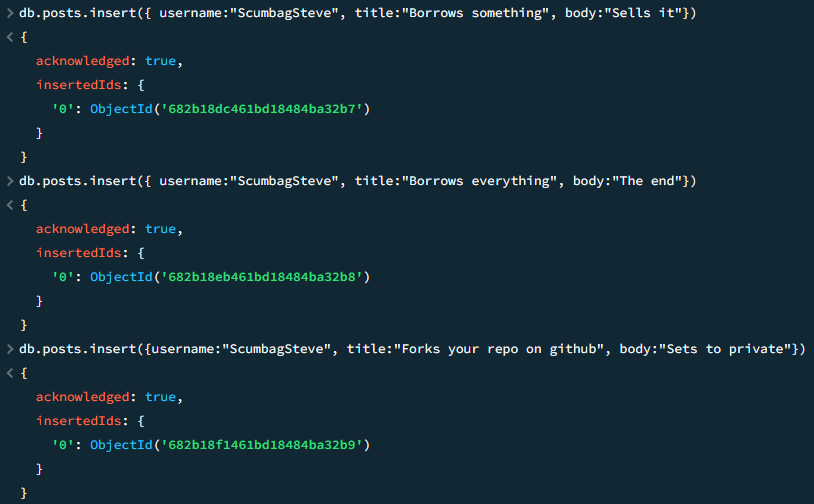 > db.posts.insert({ username:"ScumbagSteve", title:"Borrows something", body:"Sells it"})
< {
acknowledged: true,
insertedIds: {
'0': ObjectId('682b18dc461bd18484ba32b7')
}
}
> db.posts.insert({ username:"ScumbagSteve", title:"Borrows everything", body:"The end"})
< {
acknowledged: true,
insertedIds: {
'0': ObjectId('682b18eb461bd18484ba32b8')
}
}
> db.posts.insert({username:"ScumbagSteve", title:"Forks your repo on github", body:"Sets to private"})
< {
acknowledged: true,
insertedIds: {
'0': ObjectId('682b18f1461bd18484ba32b9')
}
}